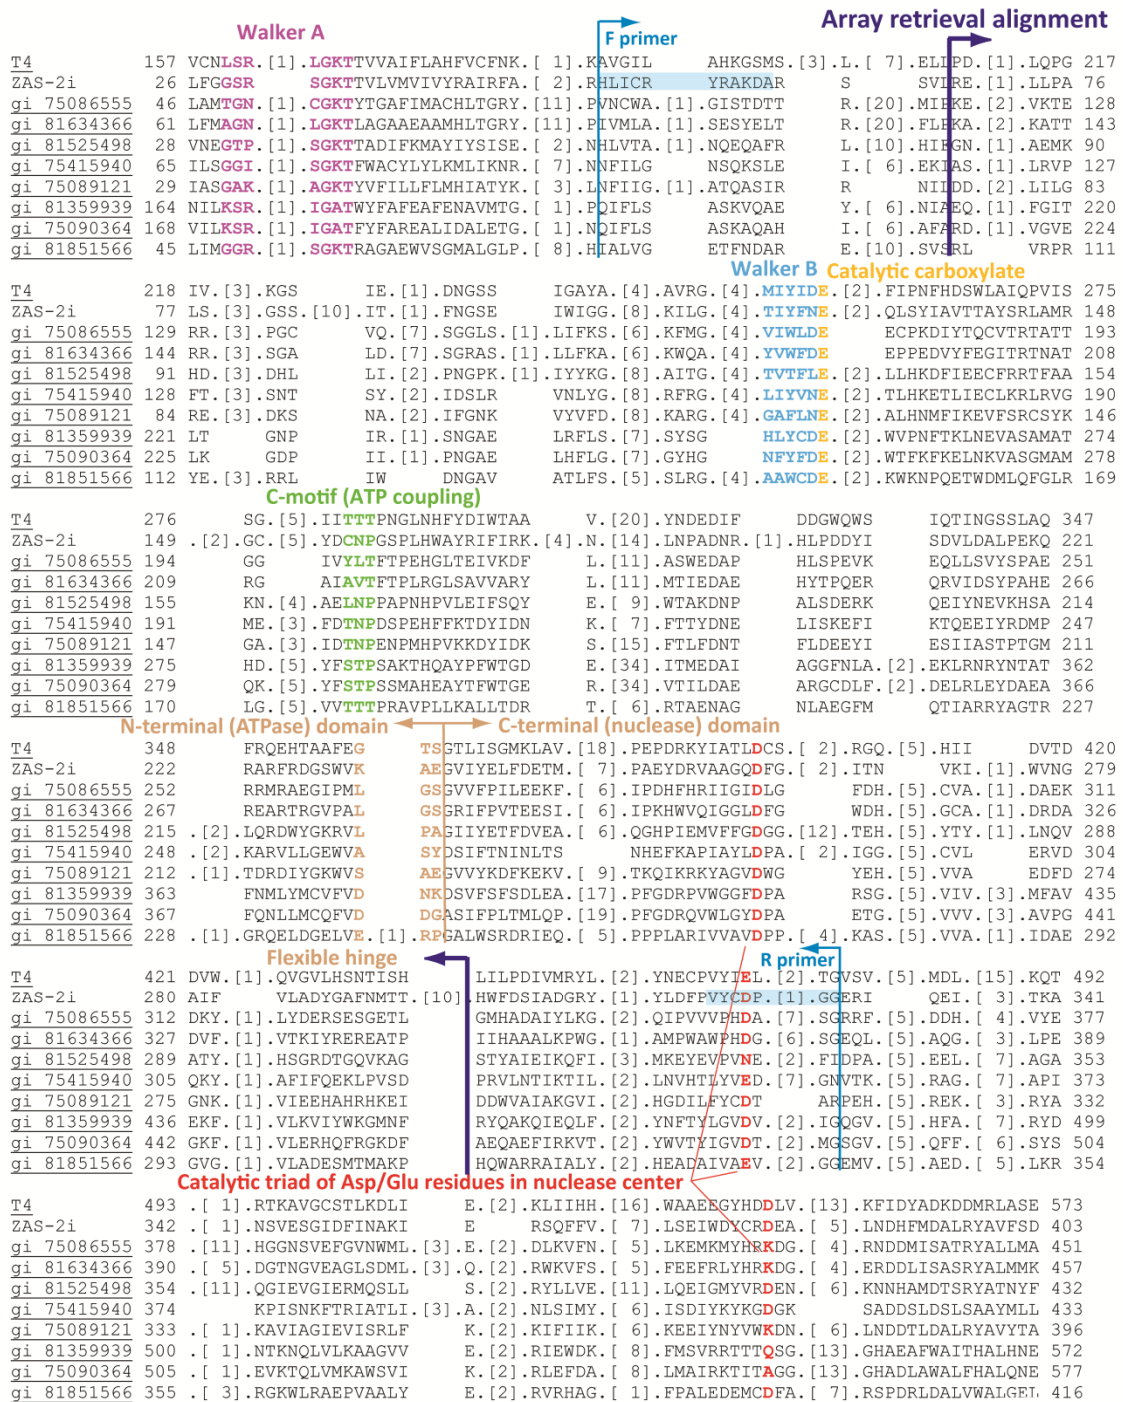 Walker A
F primer
Array retrieval alignment
T4 157 VCNLSR.[1].LGKTTVVAIFLAHFVCFNK.[ 1].KAVGIL AHKGSMS.[3].L.[ 7].ELLPD.[1].LQPG 217
ZAS-2i 26 LFGGSR SGKTTVLVMVIVYRAIRFA.[ 2].RHLICR YRAKDAR S SVIRE.[1].LLPA 76
gi 75086555 46 LAMTGN.[1].CGKTYTGAFIMACHLTGRY.[11].PVNCWA.[1].GISTDTT R.[20].MIPKE.[2].VKTE 128
gi 81634366 61 LFMAGN.[1].LGKTLAGAAEAAMHLTGRY.[11].PIVMLA.[1].SESYELT R.[20].FLPKA.[2].KATT 143
gi 81525498 28 VNEGTP.[1].SGKTTADIFKMAYIYSISE.[ 2].NHLVTA.[1].NQEQAFR L.[10].HIFGN.[1].AEMK 90
gi 75415940 65 ILSGGI.[1].SGKTFWACYLYLKMLIKNR.[ 7].NNFILG NSQKSLE I.[ 6].EKIAS.[1].LRVP 127
gi 75089121 29 IASGAK.[1].AGKTYVFILLFLMHIATYK.[ 3].LNFIIG.[1].ATQASIR R NIIDD.[2].LILG 83
gi 81359939 164 NILKSR.[1].IGATWYFAFEAFENAVMTG.[ 1].PQIFLS ASKVQAE Y.[ 6].NIAEQ.[1].FGIT 220
gi 75090364 168 VILKSR.[1].IGATFYFAREALIDALETG.[ 1].NQIFLS ASKAQAH I.[ 6].AFARD.[1].VGVE 224
gi 81851566 45 LIMGGR.[1].SGKTRAGAEWVSGMALGLP.[ 8].HIALVG ETFNDAR E.[10].SVSRL VRPR 111
Walker B Catalytic carboxylate
T4 218 IV.[3].KGS IE.[1].DNGSS IGAYA.[4].AVRG.[4].MIYIDE.[2].FIPNFHDSWLAIQPVIS 275
ZAS-2i 77 LS.[3].GSS.[10].IT.[1].FNGSE IWIGG.[8].KILG.[4].TIYFNE.[2].QLSYIAVTTAYSRLAMR 148
gi 75086555 129 RR.[3].PGC VQ.[7].SGGLS.[1].LIFKS.[6].KFMG.[4].VIWLDE ECPKDIYTQCVTRTATT 193
gi 81634366 144 RR.[3].SGA LD.[7].SGRAS.[1].LLFKA.[6].KWQA.[4].YVWFDE EPPEDVYFEGITRTNAT 208
gi 81525498 91 HD.[3].DHL LI.[2].PNGPK.[1].IYYKG.[8].AITG.[4].TVTFLE.[2].LLHKDFIEECFRRTFAA 154
gi 75415940 128 FT.[3].SNT SY.[2].IDSLR VNLYG.[8].RFRG.[4].LIYVNE.[2].TLHKETLIECLKRLRVG 190
gi 75089121 84 RE.[3].DKS NA.[2].IFGNK VYVFD.[8].KARG.[4].GAFLNE.[2].ALHNMFIKEVFSRCSYK 146
gi 81359939 221 LT GNP IR.[1].SNGAE LRFLS.[7].SYSG HLYCDE.[2].WVPNFTKLNEVASAMAT 274
gi 75090364 225 LK GDP II.[1].PNGAE LHFLG.[7].GYHG NFYFDE.[2].WTFKFKELNKVASGMAM 278
gi 81851566 112 YE.[3].RRL IW DNGAV ATLFS.[5].SLRG.[4].AAWCDE.[2].KWKNPQETWDMLQFGLR 169
C-motif (ATP coupling)
T4 276 SG.[5].IITTTPNGLNHFYDIWTAA V.[20].YNDEDIF DDGWQWS IQTINGSSLAQ 347
ZAS-2i 149 .[2].GC.[5].YDCNPGSPLHWAYRIFIRK.[4].N.[14].LNPADNR.[1].HLPDDYI SDVLDALPEKQ 221
gi 75086555 194 GG IVYLTFTPEHGLTEIVKDF L.[11].ASWEDAP HLSPEVK EQLLSVYSPAE 251
gi 81634366 209 RG AIAVTFTPLRGLSAVVARY L.[11].MTIEDAE HYTPQER QRVIDSYPAHE 266
gi 81525498 155 KN.[4].AELNPPAPNHPVLEIFSQY E.[ 9].WTAKDNP ALSDERK QEIYNEVKHSA 214
gi 75415940 191 ME.[3].FDTNPDSPEHFFKTDYIDN K.[ 7].FTTYDNE LISKEFI KTQEEIYRDMP 247
gi 75089121 147 GA.[3].IDTNPENPMHPVKKDYIDK S.[15].FTLFDNT FLDEEYI ESIIASTPTGM 211
gi 81359939 275 HD.[5].YFSTPSAKTHQAYPFWTGD E.[34].ITMEDAI AGGFNLA.[2].EKLRNRYNTAT 362
gi 75090364 279 QK.[5].YFSTPSSMAHEAYTFWTGE R.[34].VTILDAE ARGCDLF.[2].DELRLEYDAEA 366
gi 81851566 170 LG.[5].VVTTTPRAVPLLKALLTDR R.[ 6].RTAENAG NLAEGFM QTIARRYAGTR 227
N-terminal (ATPase) domain C-terminal (nuclease) domain
T4 348 FRQEHTAAFEG TSGTLISGMKLAV.[18].PEPDRKYIATLDCS.[ 2).RGQ.[5].HII DVTD 420
ZAS-2i 222 RARFRDGSWVK AEGVIYELFDETM.[ 7].PAEYDRVAAGQDFG.[ 2].ITN VKI.[1].WVNG 279
gi 75086555 252 RRMRAEGIPML GSGVVFPILEEKF.[ 6].IPDHFHRIIGIDLG FDH.[5].CVA.[1].DAEK 311
gi 81634366 267 REARTRGVPAL GSGRIFPVTEESI.[ 6].IPKHWVQIGGLDFG WDH.[5].GCA.[1].DRDA 326
gi 81525498 215 .[2].LQRDWYGKRVL PAGIIYETFDVEA.[ 6].QGHPIEMVFFGDGG.[12].TEH.[5].YTY.[1].LNQV 288
gi 75415940 248 .[2].KARVLLGEWVA SYDSIFTNINLTS NHEFKAPIAYLDPA.[ 2].IGG.[5].CVL ERVD 304
gi 75089121 212 .[1].TDRDIYGKWVS AEGVVYKDFKEKV.[ 9].TKQIKRKYAGVDWG YEH.[5].VVA EDFD 274
gi 81359939 363 FNMLYMCVFVD NKDSVFSFSDLEA.[17].PFGDRPVWGGFDPA RSG.[5].VIV.[3].MFAV 435
gi 75090364 367 FQNLLMCQFVD DGASIFPLTMLQP.[19].PFGDRQVWLGYDPA ETG.[5].VVV.[3].AVPG 441
gi 81851566 228 .[1].GRQELDGELVE.[1].RPGALWSRDRIEQ.[ 5].PPPLARIVVAVDPP.[ 4].KAS.[5].VVA.[1].IDAE 292
Flexible hinge
R primer
T4 421 DVW.[1].QVGVLHSNTISH LILPDIVMRYL.[2].YNECPVYIEL.[2].TGVSV.[5].MDL.[15].KQT 492
ZAS-2i 280 AIF VLADYGAFNMTT.[10].HWFDSIADGRY.[1].YLDFPVYCDP.[1].GGERI QEI.[ 3].TKA 341
gi 75086555 312 DKY.[1].LYDERSESGETL GMHADAIYLKG.[2].QIPVVVPHDA.[7].SGRRF.[5].DDH.[ 4].VYE 377
gi 81634366 327 DVF.[1].VTKIYREREATP IIHAAALKPWG.[1].AMPWAWPHDG.[6].SGEQL.[5].AQG.[ 3].LPE 389
gi 81525498 289 ATY.[1].HSGRDTGQVKAG STYAIEIKQFI.[3].MKEYEVPVNE.[2].FIDPA.[5].EEL.[ 7].AGA 353
gi 75415940 305 QKY.[1].AFIFQEKLPVSD PRVLNTIKTIL.[2].LNVHTLYVED.[7].GNVTK.[5].RAG.[ 7].API 373
gi 75089121 275 GNK.[1].VIEEHAHRHKEI DDWVAIAKGVI.[2].HGDILFYCDT ARPEH.[5].REK.[ 3].RYA 332
gi 81359939 436 EKF.[1].VLKVIYWKGMNF RYQAKQIEQLF.[2].YNFTYLGVDV.[2].IGQGV.[5].HFA.[ 7].RYD 499
gi 75090364 442 GKF.[1].VLERHQFRGKDF AEQAEFIRKVT.[2].YWVTYIGVDT.[2].MGSGV.[5].QFF.[ 6].SYS 504
gi 81851566 293 GVG.[1].VLADESMTMAKP HQWARRAIALY.[2].HEADAIVAEV.[2].GGEMV.[5].AED.[ 5].LKR 354
Catalytic triad of Asp/Glu residues in nuclease center
T4 493 .[ 1].RTKAVGCSTLKDLI E.[2].KLIIHH.[16].WAAEEGYHDDLV.[13].KFIDYADKDDMRLASE 573
ZAS-2i 342 .[ 1].NSVESGIDFINAKI E RSQFFV.[ 7].LSEIWDYCRDEA.[ 5].LNDHFMDALRYAVFSD 403
gi 75086555 378 .[11].HGGNSVEFGVNWML.[3].E.[2].DLKVFN.[ 5].LKEMKMYHRKDG.[ 4].RNDDMISATRYALLMA 451
gi 81634366 390 .[ 5].DGTNGVEAGLSDML.[3].Q.[2].RWKVFS.[ 5].FEEFRLYHRKDG.[ 4].ERDDLISASRYALMMK 457
gi 81525498 354 .[11].QGIEVGIERMQSLL S.[2].RYLLVE.[11].LQEIGMYVRDEN.[ 6].KNNHAMDTSRYATNYF 432
gi 75415940 374 KPISNKFTRIATLI.[3].A.[2].NLSIMY.[ 6].ISDIYKYKGDGK SADDSLDSLSAAYMLL 433
gi 75089121 333 .[ 1].KAVIAGIEVISRLF K.[2].KIFIIK.[ 6].KEEIYNYVWKDN.[ 6].LNDDTLDALRYAVYTA 396
gi 81359939 500 .[ 1].NTKNQLVLKAAGVV E.[2].RIEWDK.[ 8].FMSVRRTTTQSG.[13].GHAEAFWAITHALHNE 572
gi 75090364 505 .[ 1].EVKTQLVMKAWSVI K.[2].RLEFDA.[ 8].LMAIRKTITAGG.[13].GHADLAWALFHALQNE 577
gi 81851566 355 .[ 3].RGKWLRAEPVAALY E.[2].RVRHAG.[ 1].FPALEDEMCDFA.[ 7].RSPDRLDALVWALGEL 416